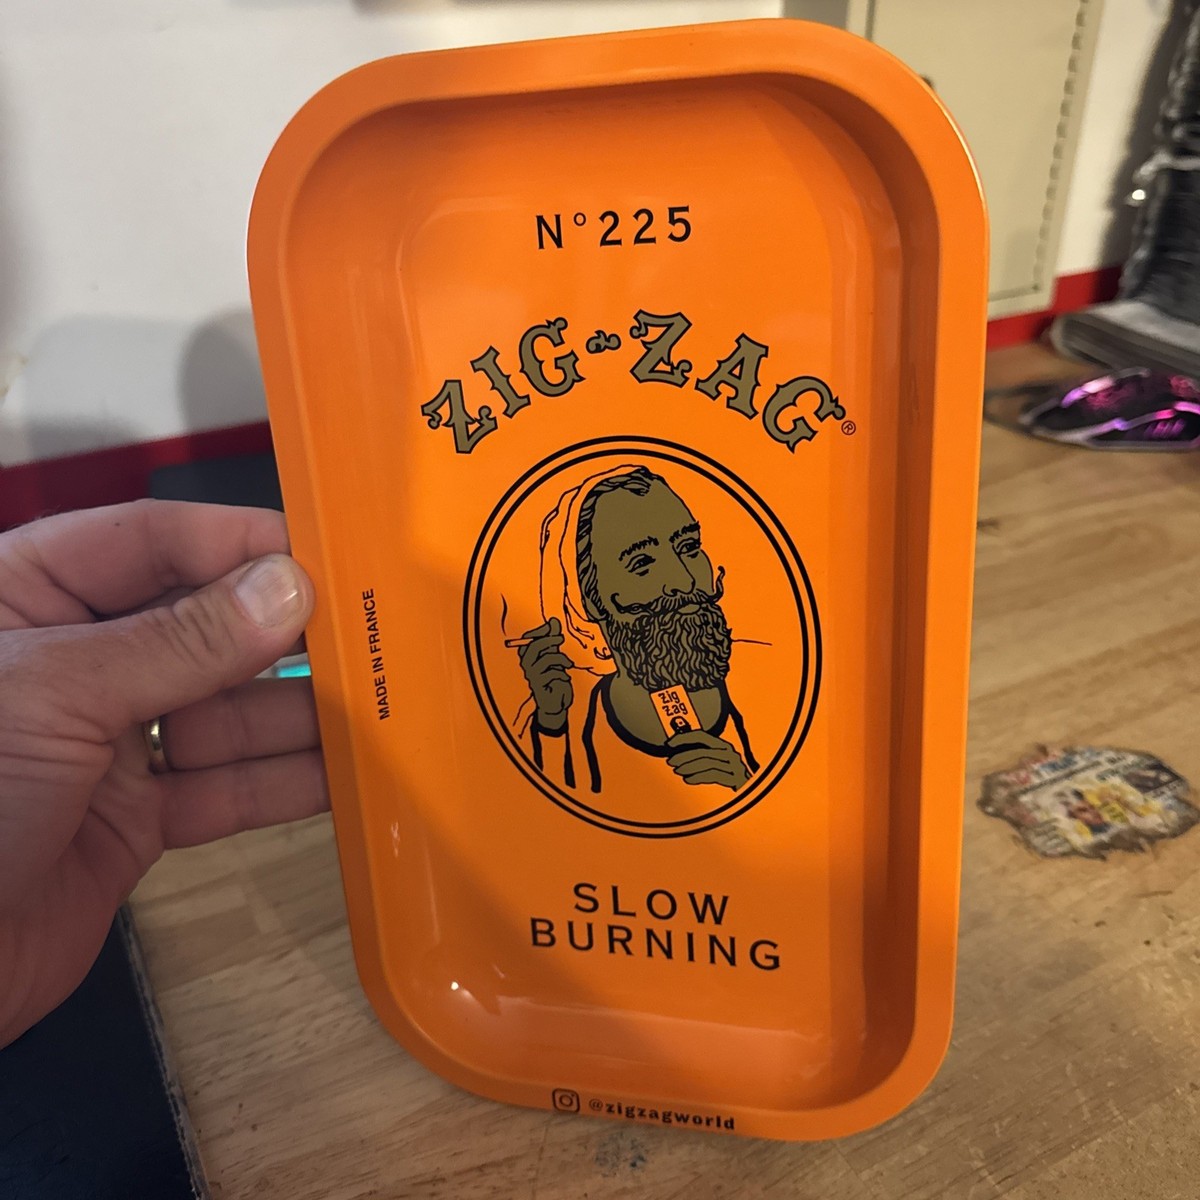 N° 225
ZIG-ZAG®
MADE IN FRANCE
zig
zag
SLOW
BURNING
@zigzagworld